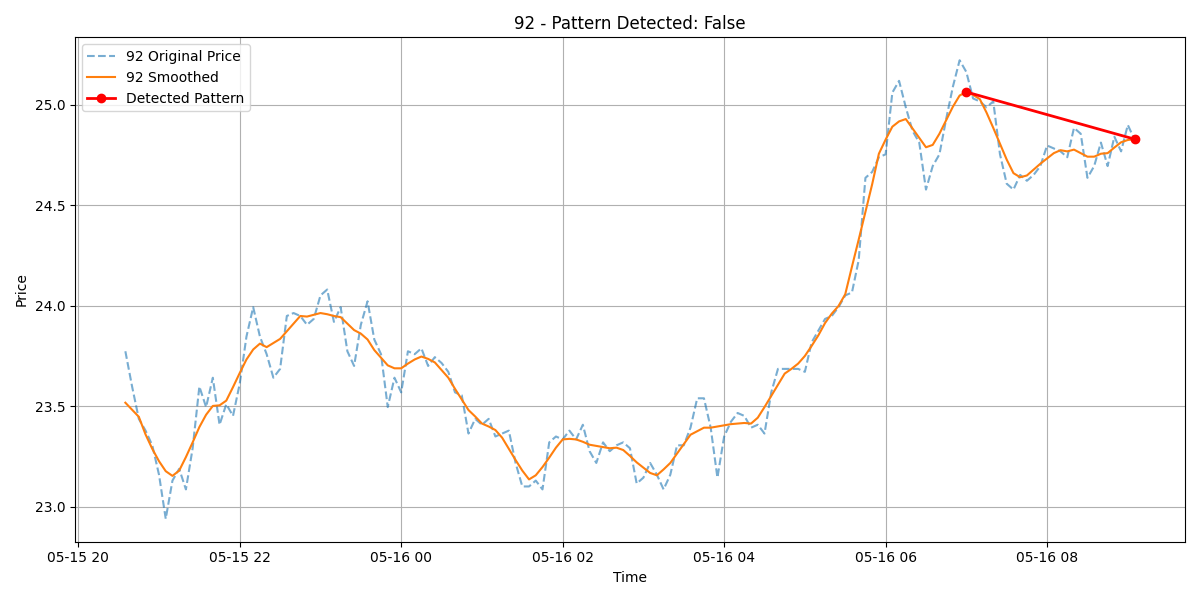 92 - Pattern Detected: False
92 Original Price
92 Smoothed
Detected Pattern
Price
25.0
24.5
24.0
23.5
23.0
05-15 20 05-15 22 05-16 00 05-16 02 05-16 04 05-16 06 05-16 08
Time